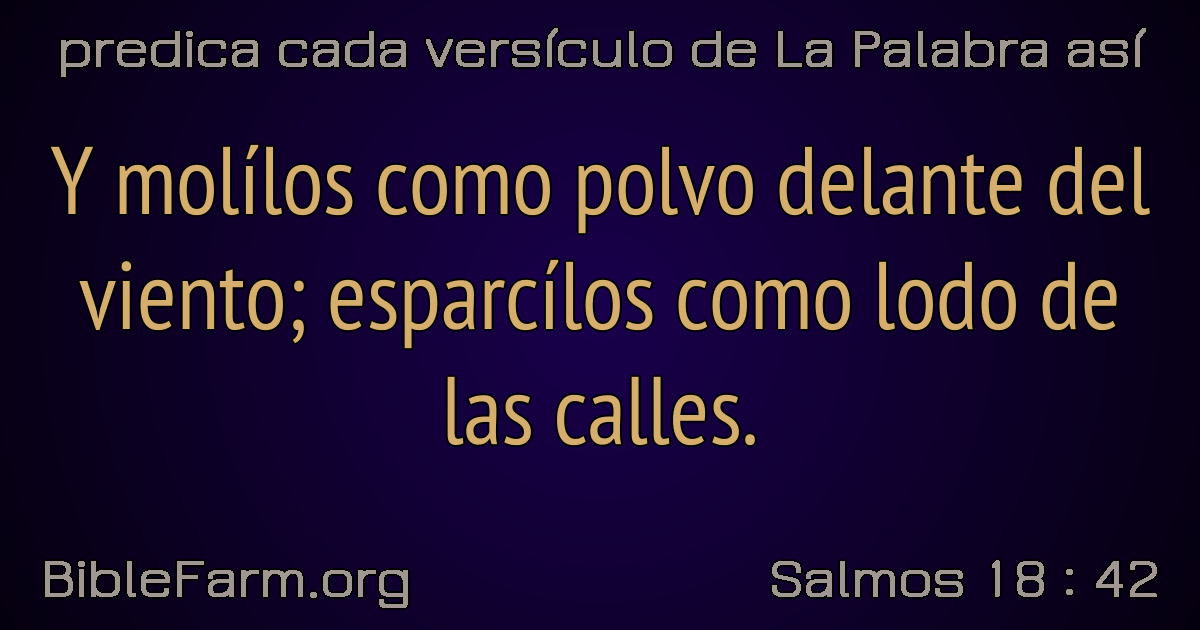 predica cada versículo de La Palabra así
Y molílos como polvo delante del
viento; esparcílos como lodo de
las calles.
BibleFarm.org
Salmos 18 : 42